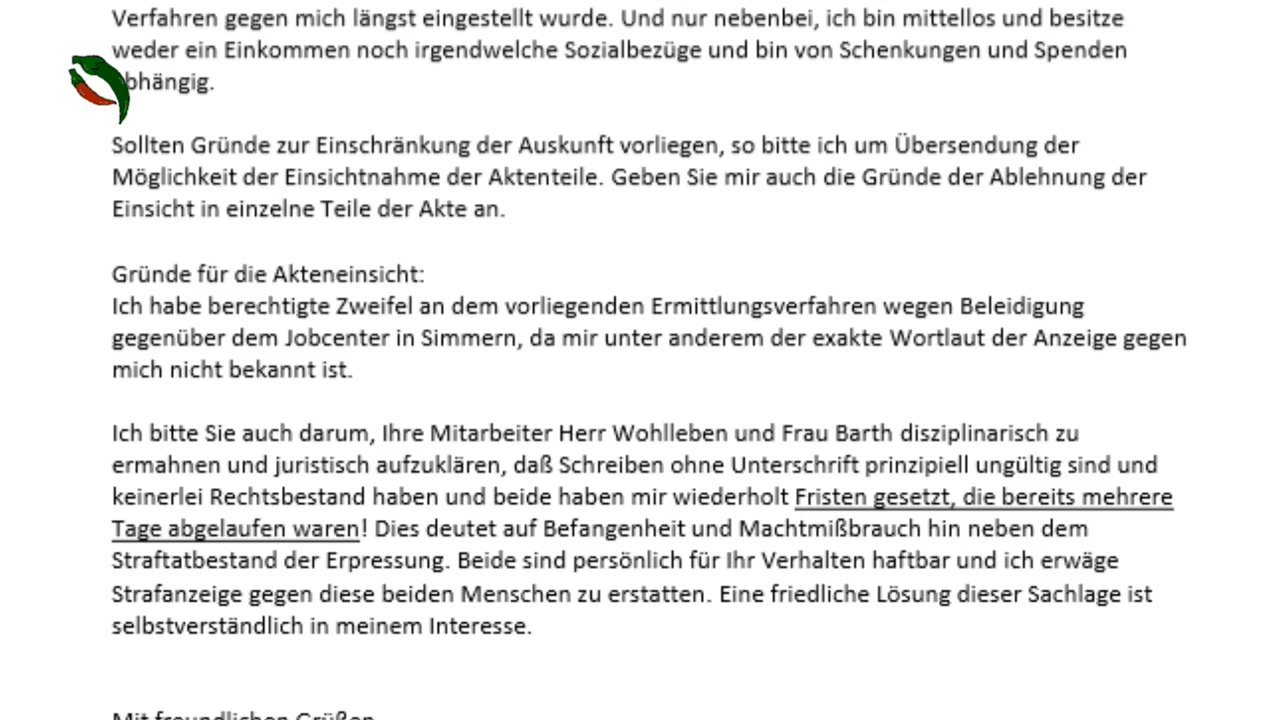 Verfahren gegen mich längst eingestellt wurde. Und nur nebenbei, ich bin mittellos und besitze
weder ein Einkommen noch irgendwelche Sozialbezüge und bin von Schenkungen und Spenden
abhängig.
Sollten Gründe zur Einschränkung der Auskunft vorliegen, so bitte ich um Übersendung der
Möglichkeit der Einsichtnahme der Aktenteile. Geben Sie mir auch die Gründe der Ablehnung der
Einsicht in einzelne Teile der Akte an.
Gründe für die Akteneinsicht:
Ich habe berechtigte Zweifel an dem vorliegenden Ermittlungsverfahren wegen Beleidigung
gegenüber dem Jobcenter in Simmern, da mir unter anderem der exakte Wortlaut der Anzeige gegen
mich nicht bekannt ist.
Ich bitte Sie auch darum, Ihre Mitarbeiter Herr Wohlleben und Frau Barth disziplinarisch zu
ermahnen und juristisch aufzuklären, daß Schreiben ohne Unterschrift prinzipiell ungültig sind und
keinerlei Rechtsbestand haben und beide haben mir wiederholt Fristen gesetzt, die bereits mehrere
Tage abgelaufen waren! Dies deutet auf Befangenheit und Machtmißbrauch hin neben dem
Straftatbestand der Erpressung. Beide sind persönlich für Ihr Verhalten haftbar und ich erwäge
Strafanzeige gegen diese beiden Menschen zu erstatten. Eine friedliche Lösung dieser Sachlage ist
selbstverständlich in meinem Interesse.
Mit freundlichen Grüßen